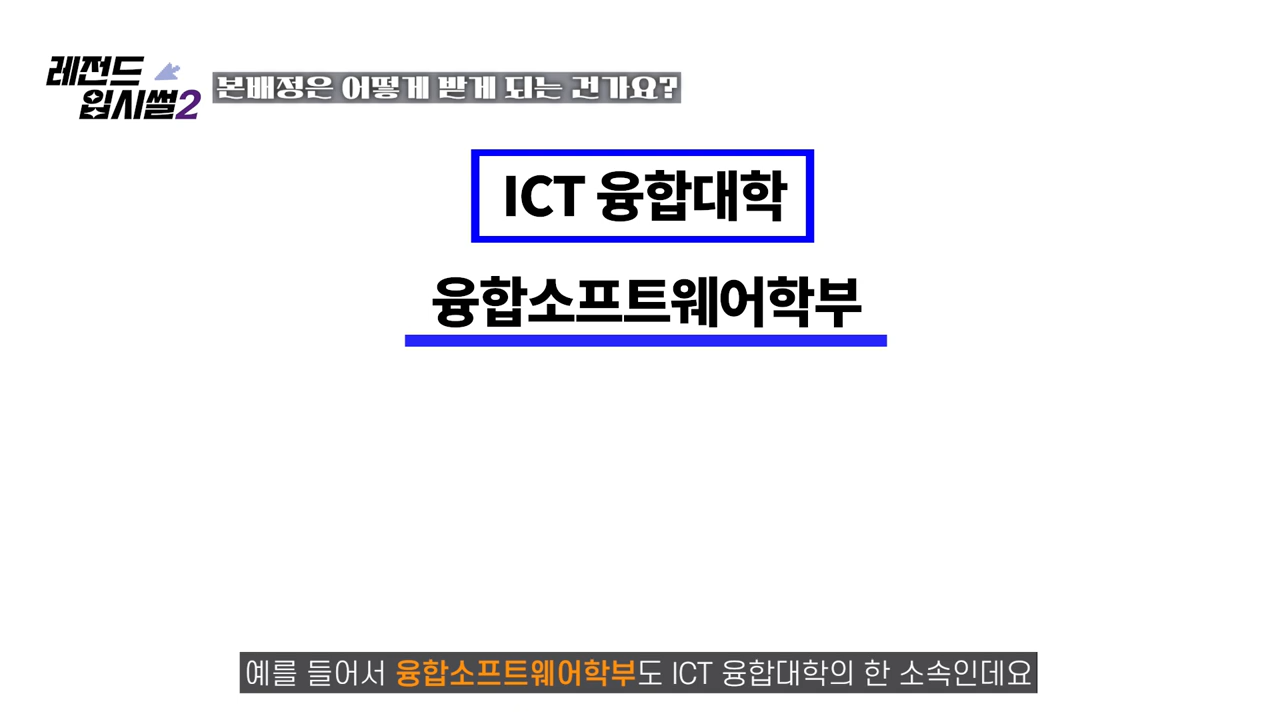 레전드
입시썰2
본배정은 어떻게 받게 되는 건가요?
ICT 융합대학
융합소프트웨어학부
예를 들어서 융합소프트웨어학부도 ICT 융합대학의 한 소속인데요